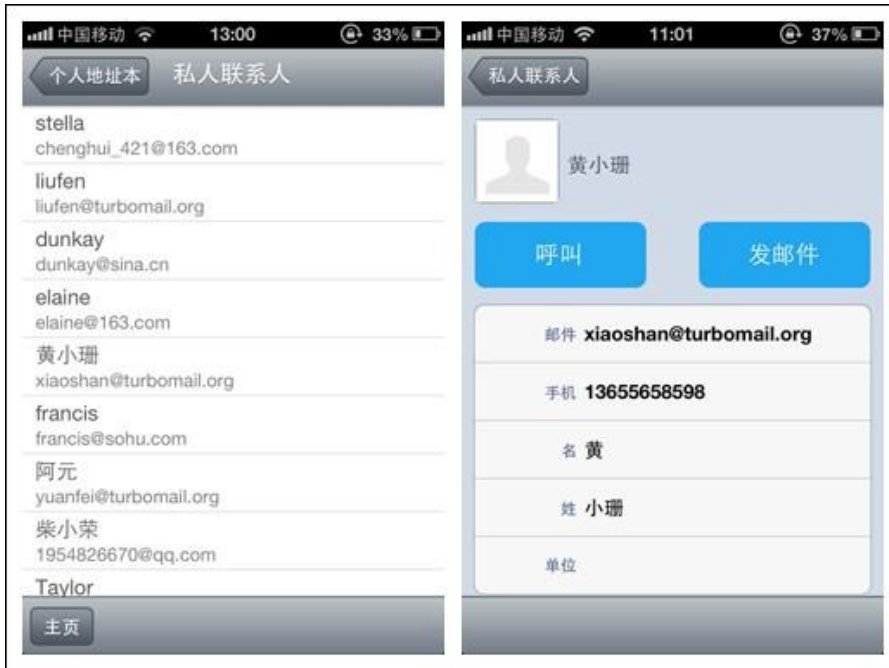 中国移动 13:00 33%
个人地址本 私人联系人
stella
chenghui_421@163.com
liufen
liufen@turbomail.org
dunkay
dunkay@sina.cn
elaine
elaine@163.com
黄小珊
xiaoshan@turbomail.org
francis
francis@sohu.com
阿元
yuanfei@turbomail.org
柴小荣
1954826670@qq.com
Taylor
主页
中国移动 11:01 37%
私人联系人
黄小珊
呼叫 发邮件
邮件 xiaoshan@turbomail.org
手机 13655658598
名 黄
姓 小珊
单位